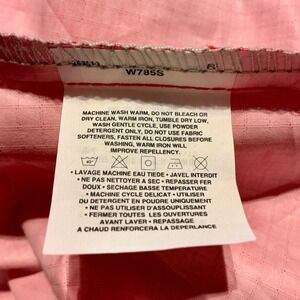 W785S
MACHINE WASH WARM, DO NOT BLEACH OR
DRY CLEAN, WARM IRON, TUMBLE DRY LOW,
WASH GENTLE CYCLE, USE POWDER
DETERGENT ONLY, DO NOT USE FABRIC
SOFTENERS, FASTEN ALL CLOSURES BEFORE
WASHING, WARM IRON WILL
IMPROVE REPELLENCY.
• LAVAGE MACHINE EAU TIEDE • JAVEL INTERDIT
• NE PAS NETTOYER A SEC • REPASSER FER
DOUX • SECHAGE BASSE TEMPERATURE
• MACHINE CYCLE DELICAT • UTILISER
DU DETERGENT EN POUDRE UNIQUEMENT
• NE PAS UTILISER D'ASSOUPLISSANT
• FERMER TOUTES LES OUVERTURES
AVANT LAVER • REPASSAGE
A CHAUD RENFORCERA LA DEPERLANCE